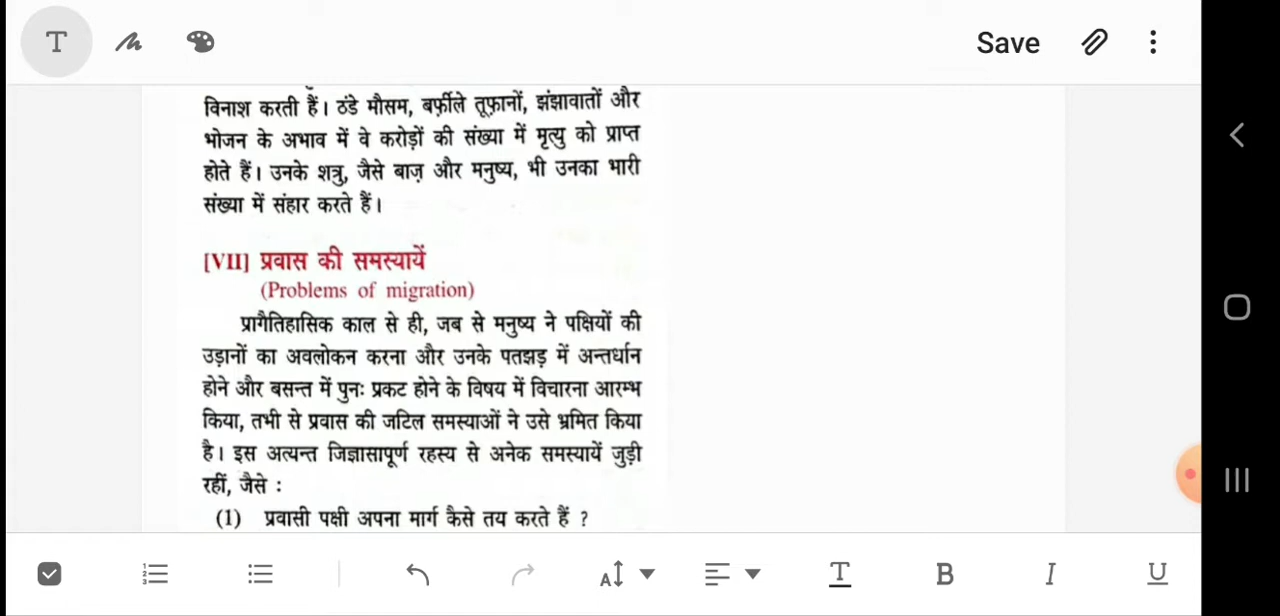 T
Save
विनाश करती हैं। ठंडे मौसम, बर्फ़ीले तूफ़ानों, झंझावातों और
भोजन के अभाव में वे करोड़ों की संख्या में मृत्यु को प्राप्त
होते हैं। उनके शत्रु, जैसे बाज़ और मनुष्य, भी उनका भारी
संख्या में संहार करते हैं।
[VII] प्रवास की समस्यायें
(Problems of migration)
प्रागैतिहासिक काल से ही, जब से मनुष्य ने पक्षियों की
उड़ानों का अवलोकन करना और उनके पतझड़ में अन्तर्धान
होने और बसन्त में पुनः प्रकट होने के विषय में विचारना आरम्भ
किया, तभी से प्रवास की जटिल समस्याओं ने उसे भ्रमित किया
है। इस अत्यन्त जिज्ञासापूर्ण रहस्य से अनेक समस्यायें जुड़ी
रहीं, जैसे :
(1) प्रवासी पक्षी अपना मार्ग कैसे तय करते हैं ?
A T B I U